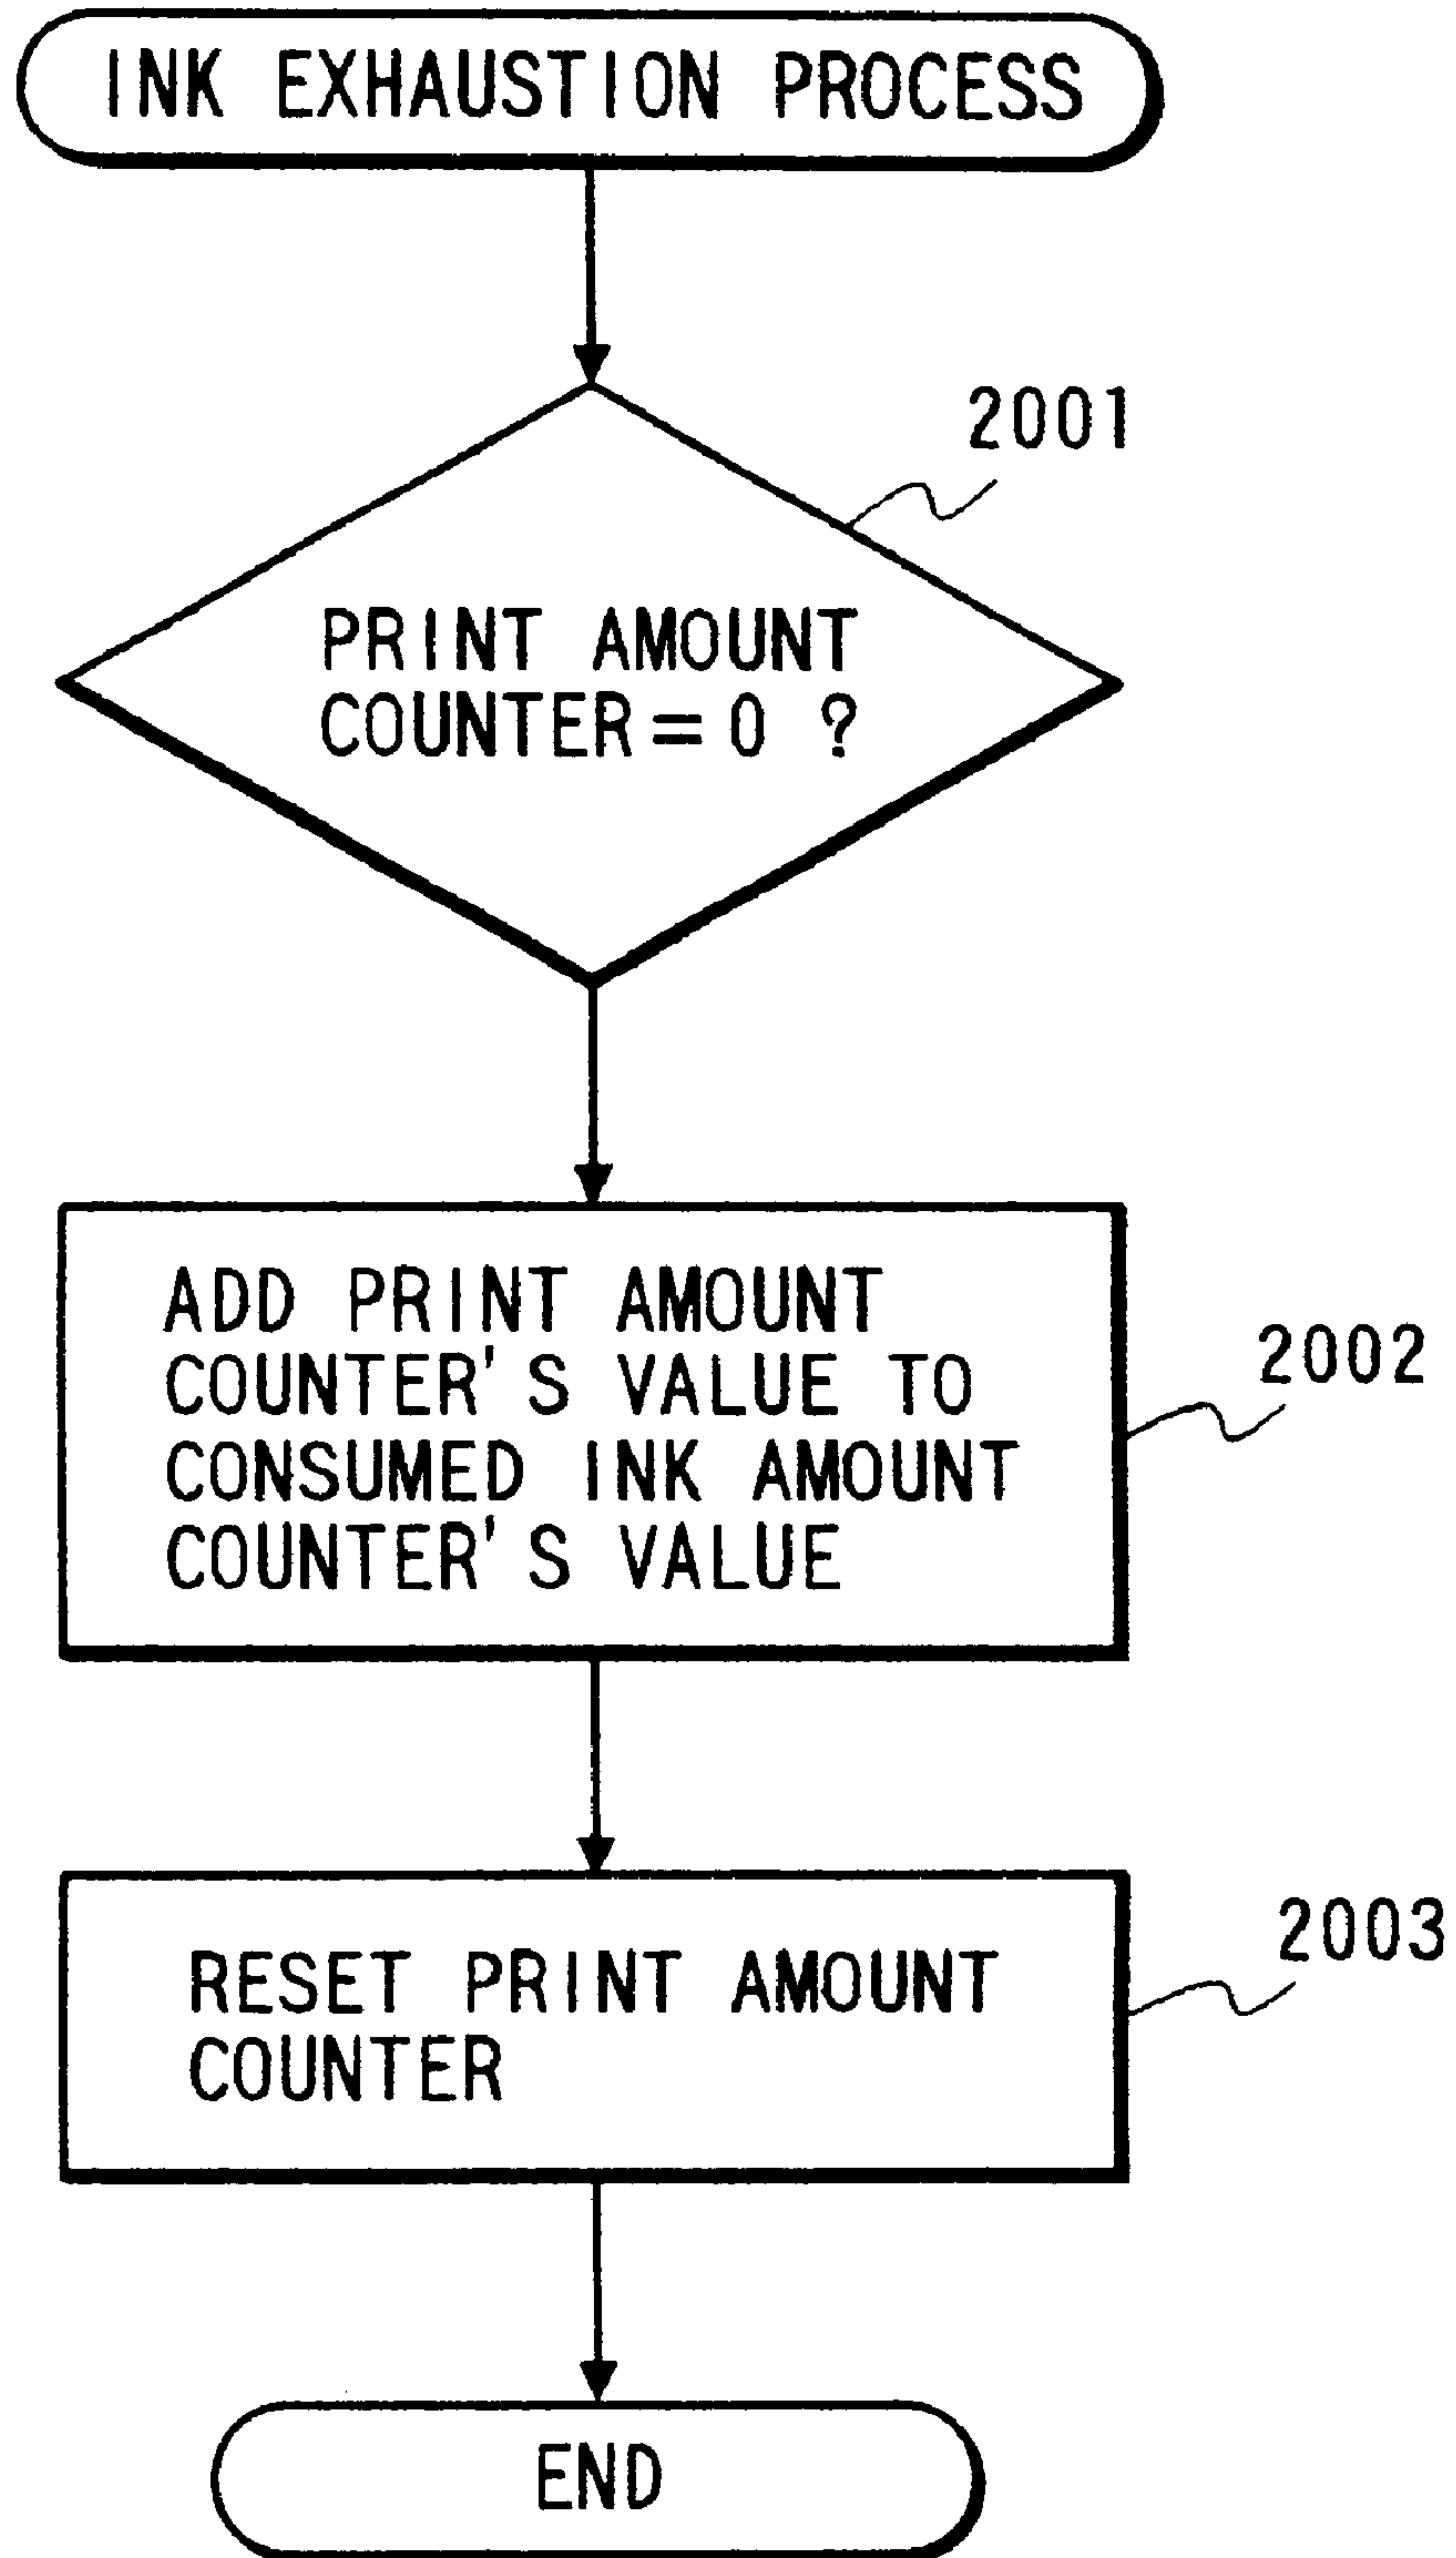 INK EXHAUSTION PROCESS
2001
PRINT AMOUNT
COUNTER=0 ?
ADD PRINT AMOUNT
COUNTER'S VALUE TO
CONSUMED INK AMOUNT
COUNTER'S VALUE
2002
RESET PRINT AMOUNT
COUNTER
2003
END